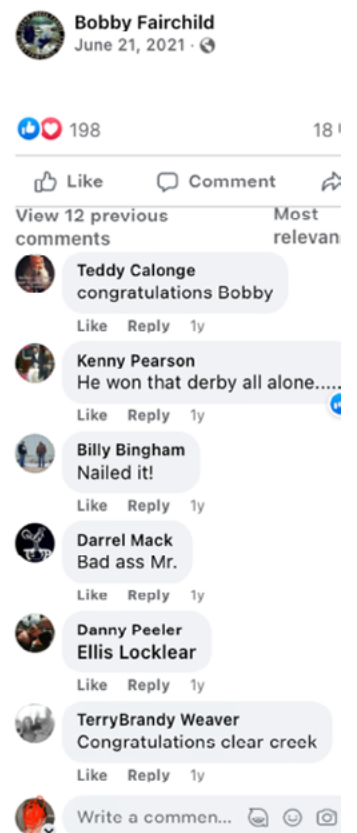 Bobby Fairchild
June 21, 2021 ·
198
18
Like Comment
View 12 previous Most
comments relevan
Teddy Calonge
congratulations Bobby
Like Reply 1y
Kenny Pearson
He won that derby all alone.....
Like Reply 1y
Billy Bingham
Nailed it!
Like Reply 1y
Darrel Mack
Bad ass Mr.
Like Reply 1y
Danny Peeler
Ellis Locklear
Like Reply 1y
TerryBrandy Weaver
Congratulations clear creek
Like Reply 1y
Write a commen...